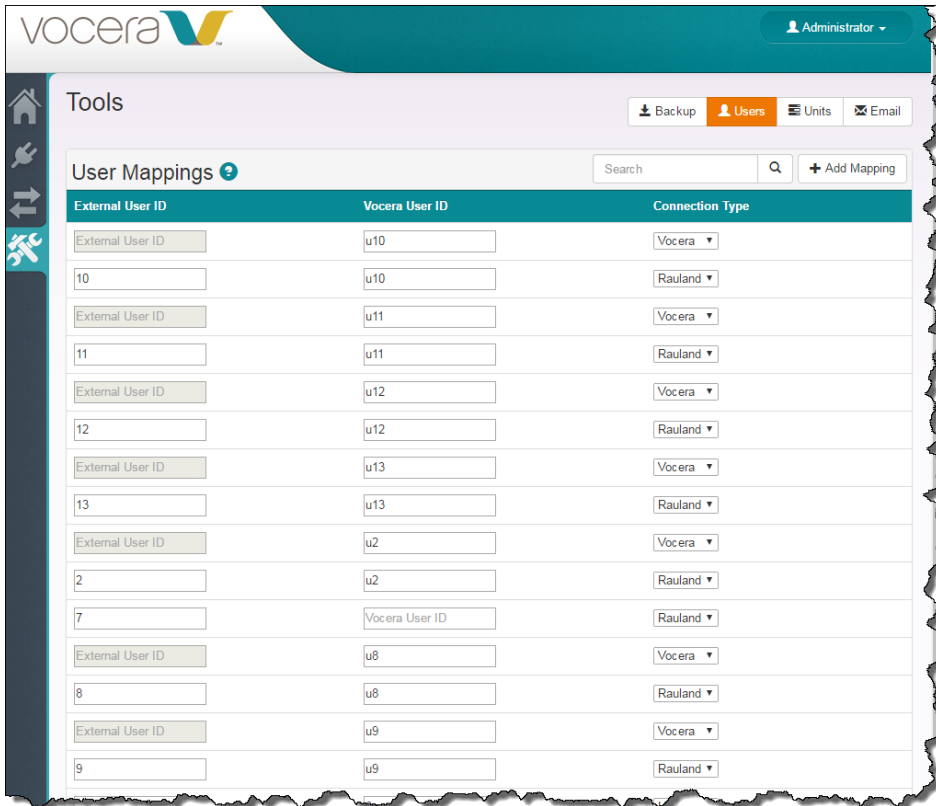 vocera
Administrator
Tools
Backup Users Units Email
User Mappings ?
Search
Add Mapping
External User ID Vocera User ID Connection Type
External User ID u10 Vocera
10 u10 Rauland
External User ID u11 Vocera
11 u11 Rauland
External User ID u12 Vocera
12 u12 Rauland
External User ID u13 Vocera
13 u13 Rauland
External User ID u2 Vocera
2 u2 Rauland
7 Vocera User ID Rauland
External User ID u8 Vocera
8 u8 Rauland
External User ID u9 Vocera
9 u9 Rauland